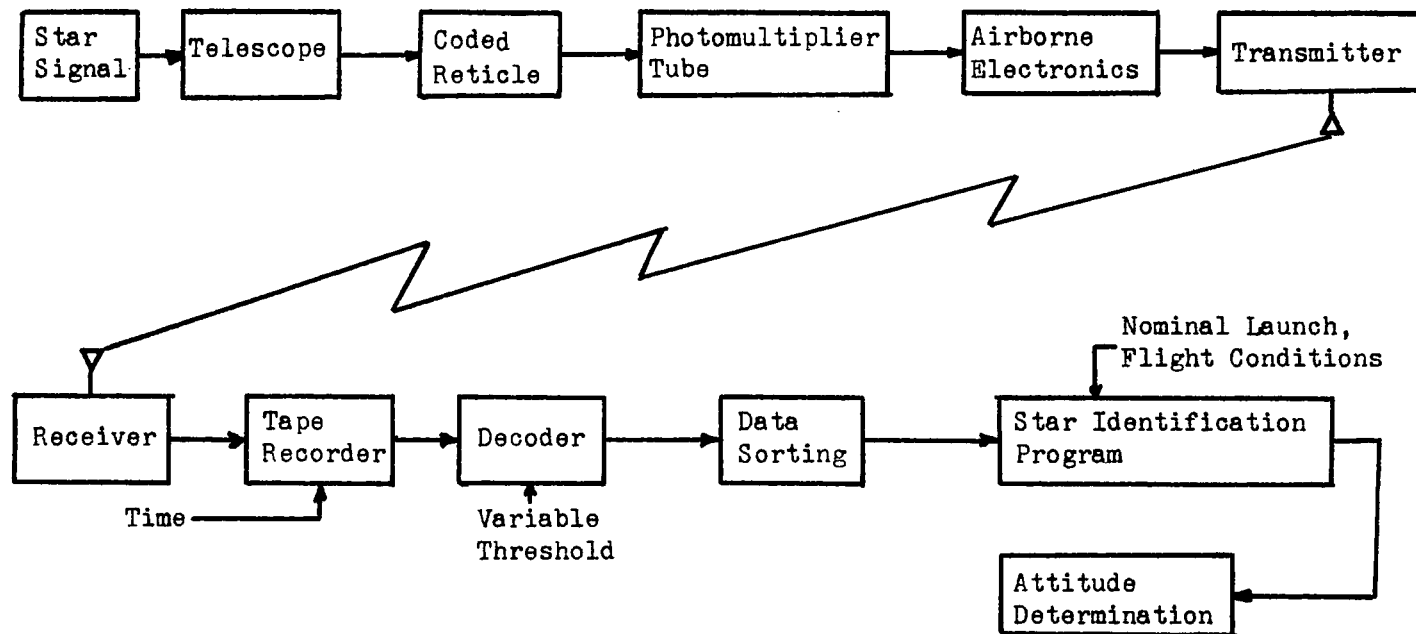 Star
Signal
Telescope
Coded
Reticle
Photomultiplier
Tube
Airborne
Electronics
Transmitter
Nominal Launch,
Flight Conditions
Receiver
Tape
Recorder
Decoder
Data
Sorting
Star Identification
Program
Time
Variable
Threshold
Attitude
Determination